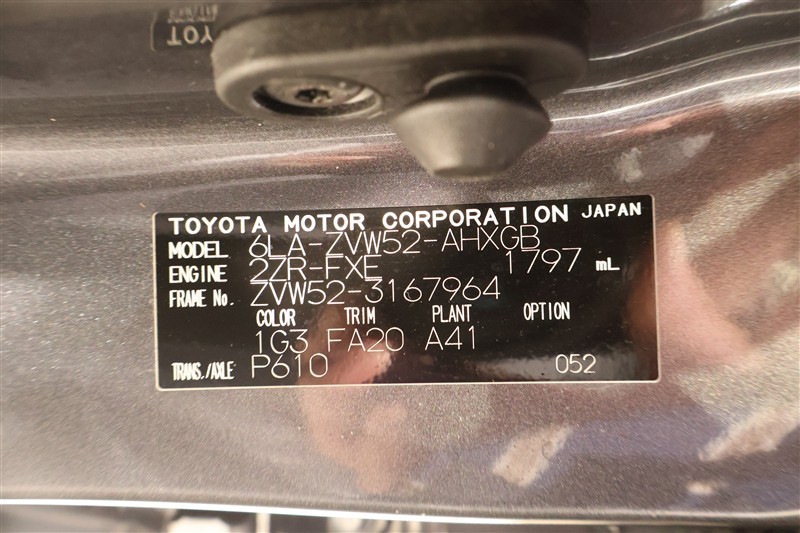 YOT
TOYOTA MOTOR CORPORATION JAPAN
MODEL 6LA-ZVW52-AHXGB
ENGINE 2ZR-FXE 1797 mL
FRAME No. ZVW52-3167964
COLOR TRIM PLANT OPTION
1G3 FA20 A41
TRANS./AXLE P610 052